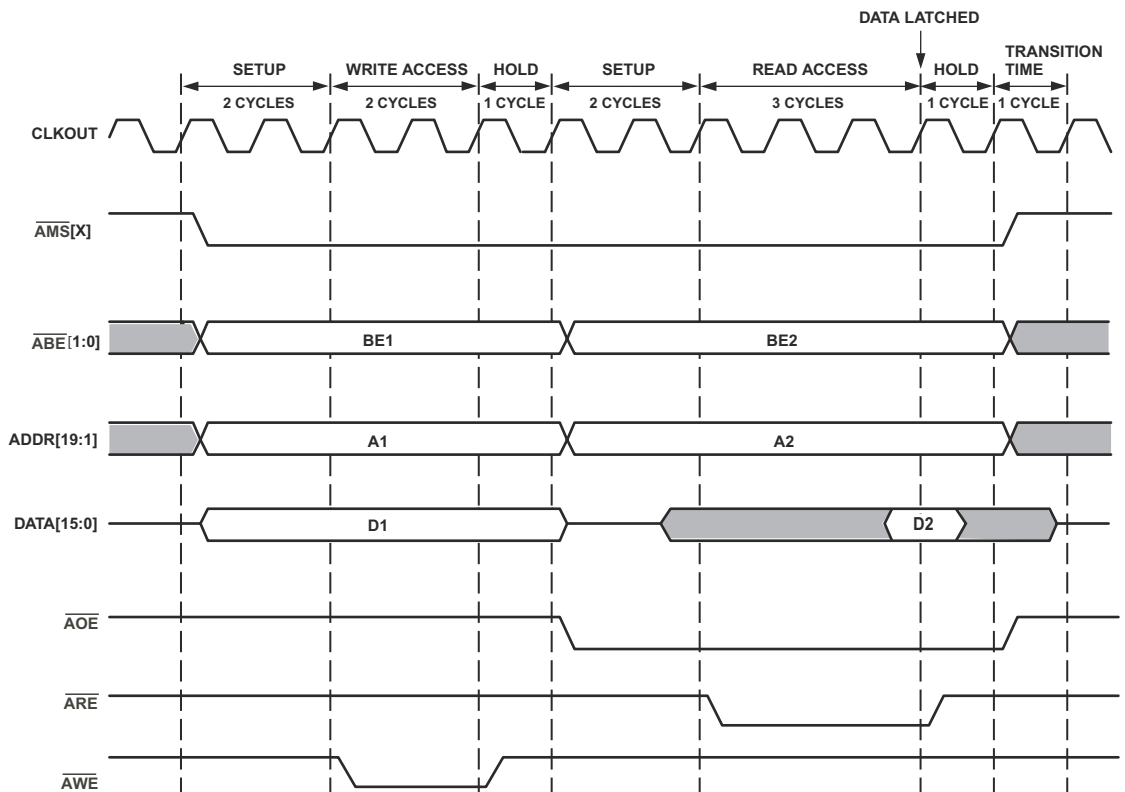 DATA LATCHED
SETUP WRITE ACCESS HOLD SETUP READ ACCESS HOLD TRANSITION TIME
2 CYCLES 2 CYCLES 1 CYCLE 2 CYCLES 3 CYCLES 1 CYCLE 1 CYCLE
CLKOUT
AMS[X]
ABE[1:0] BE1 BE2
ADDR[19:1] A1 A2
DATA[15:0] D1 D2
AOE
ARE
AWE